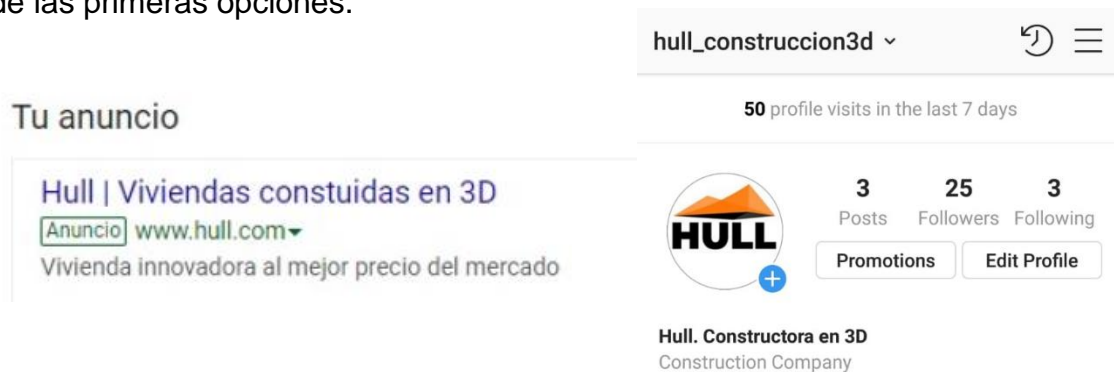 de las primeras opciones.
Tu anuncio
Hull | Viviendas constuidas en 3D
Anuncio www.hull.com
Vivienda innovadora al mejor precio del mercado
hull_construccion3d
50 profile visits in the last 7 days
HULL
3 25 3
Posts Followers Following
Promotions Edit Profile
Hull. Constructora en 3D
Construction Company